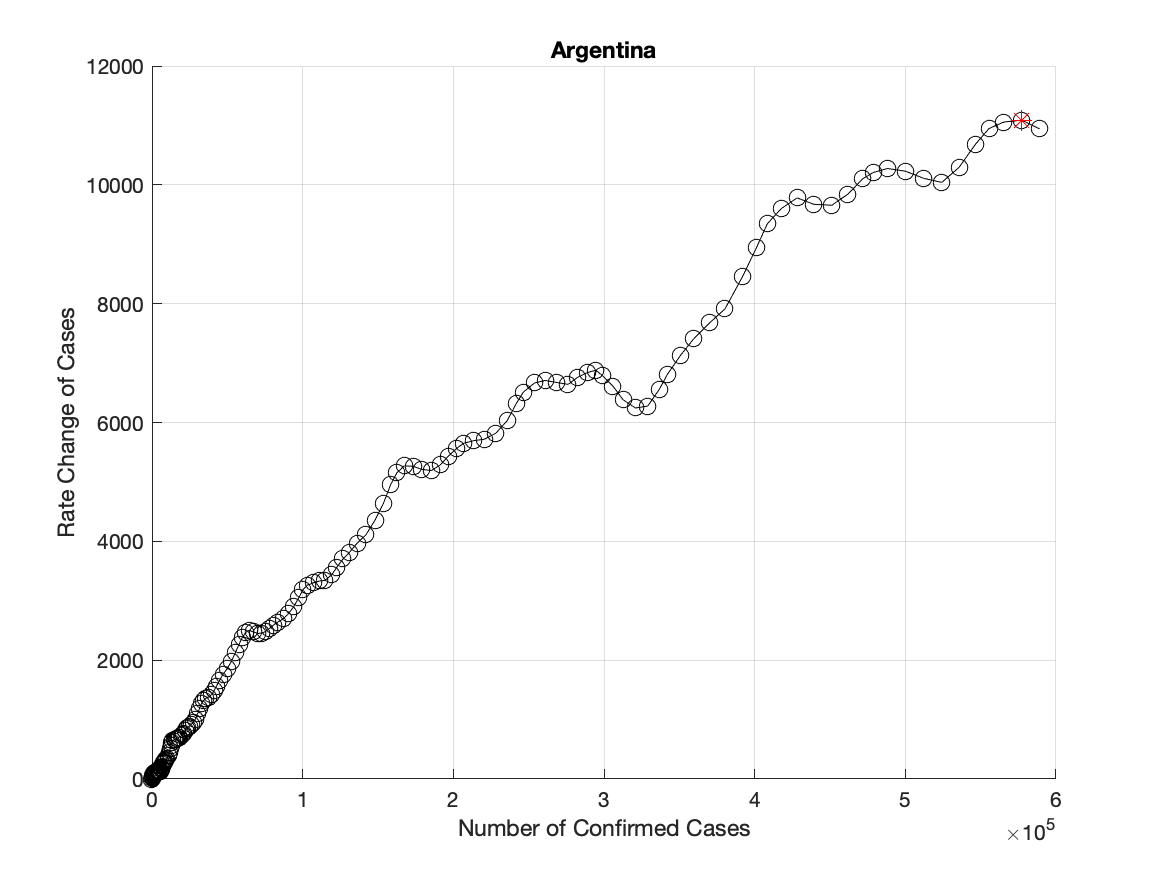 Argentina
12000
10000
8000
6000
4000
2000
0
Rate Change of Cases
0 1 2 3 4 5 6
Number of Confirmed Cases
×10^5